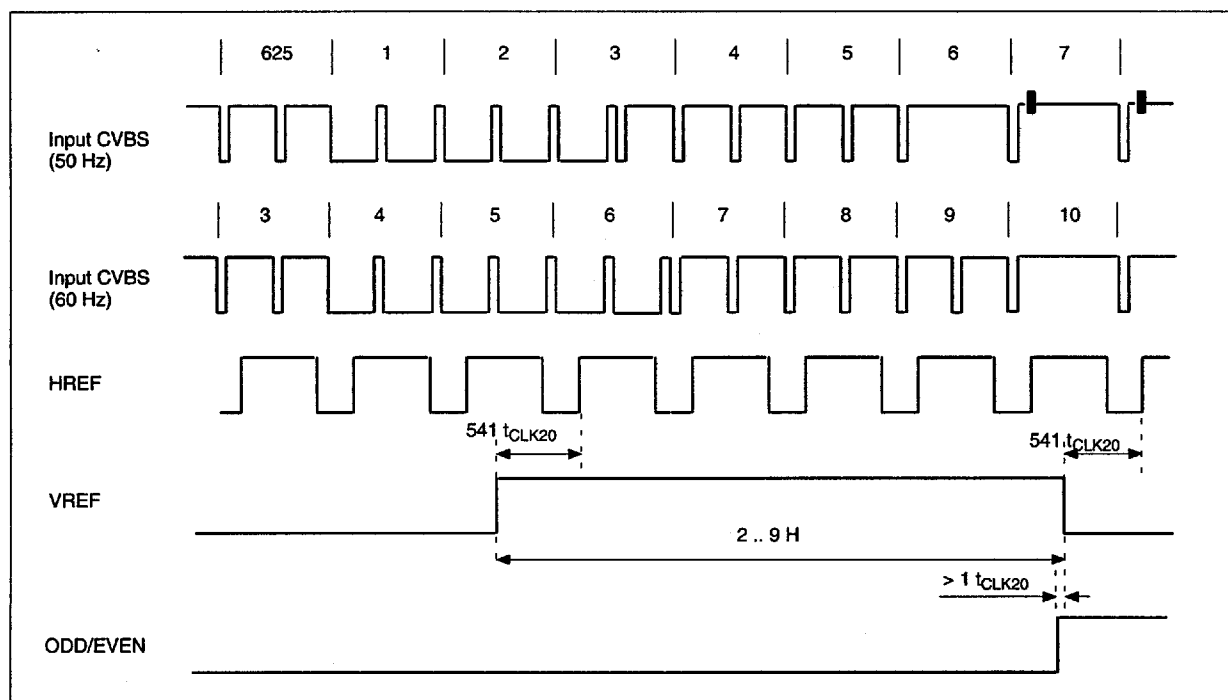 625 1 2 3 4 5 6 7
Input CVBS
(50 Hz)
3 4 5 6 7 8 9 10
Input CVBS
(60 Hz)
HREF
541 tCLK20 541 tCLK20
VREF
2 .. 9 H
> 1 tCLK20
ODD/EVEN